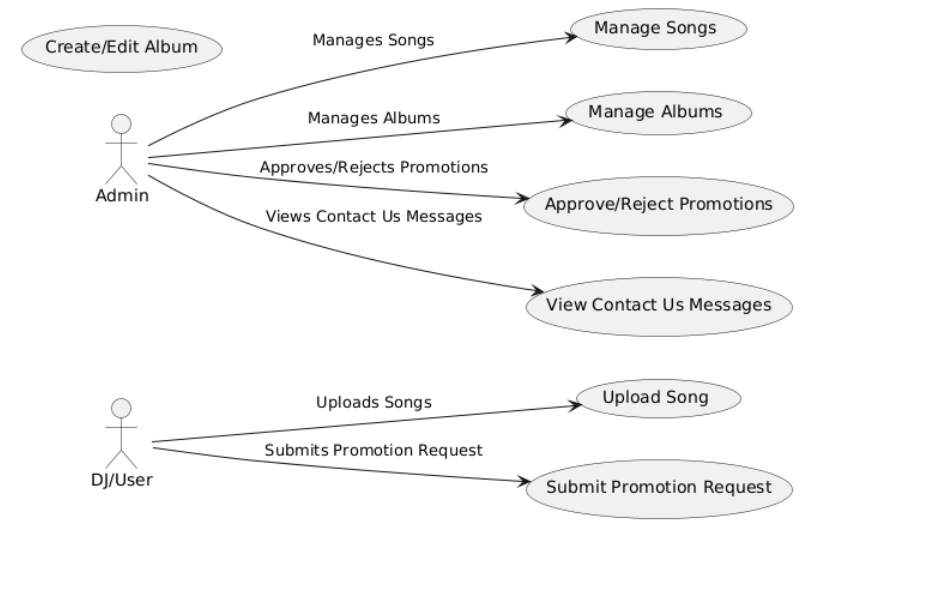 Create/Edit Album
Manages Songs
Manage Songs
Manages Albums
Manage Albums
Admin
Approves/Rejects Promotions
Approve/Reject Promotions
Views Contact Us Messages
View Contact Us Messages
DJ/User
Uploads Songs
Upload Song
Submits Promotion Request
Submit Promotion Request